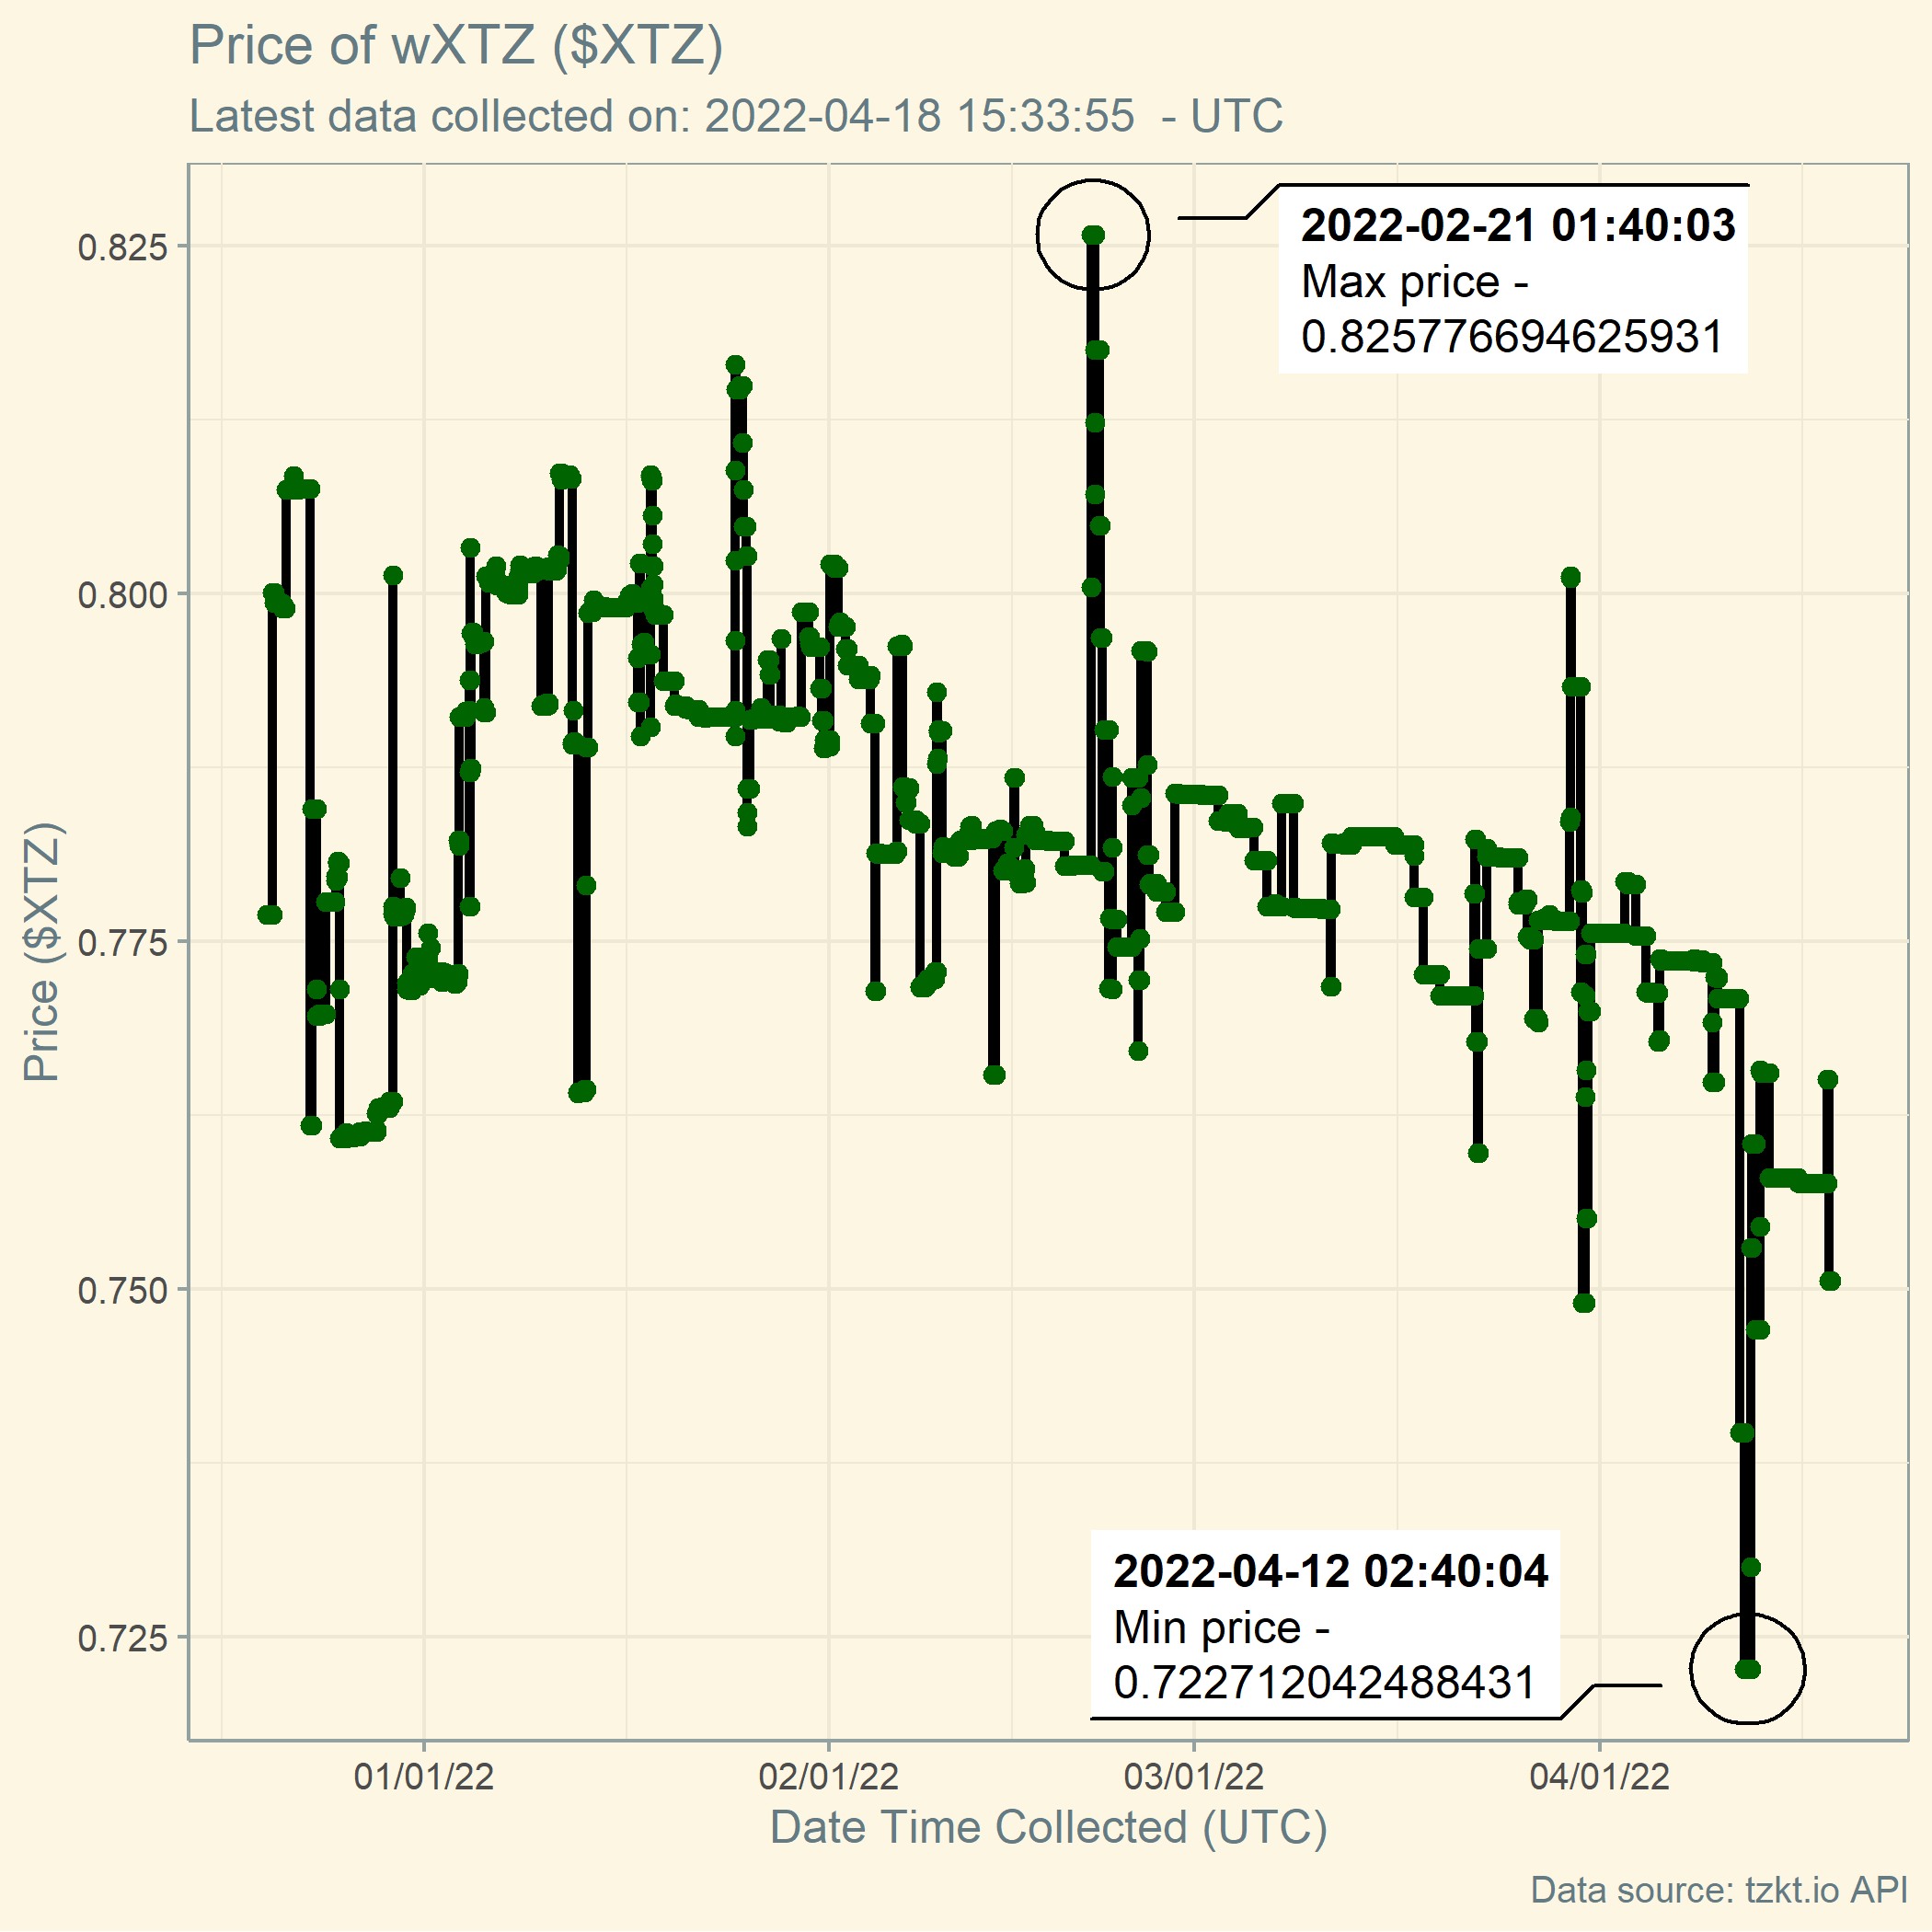 Price of wXTZ ($XTZ)
Latest data collected on: 2022-04-18 15:33:55  - UTC
2022-02-21 01:40:03
Max price -
0.825776694625931
0.825
0.800
0.775
0.750
0.725
Price ($XTZ)
2022-04-12 02:40:04
Min price -
0.722712042488431
01/01/22
02/01/22
03/01/22
04/01/22
Date Time Collected (UTC)
Data source: tzkt.io API